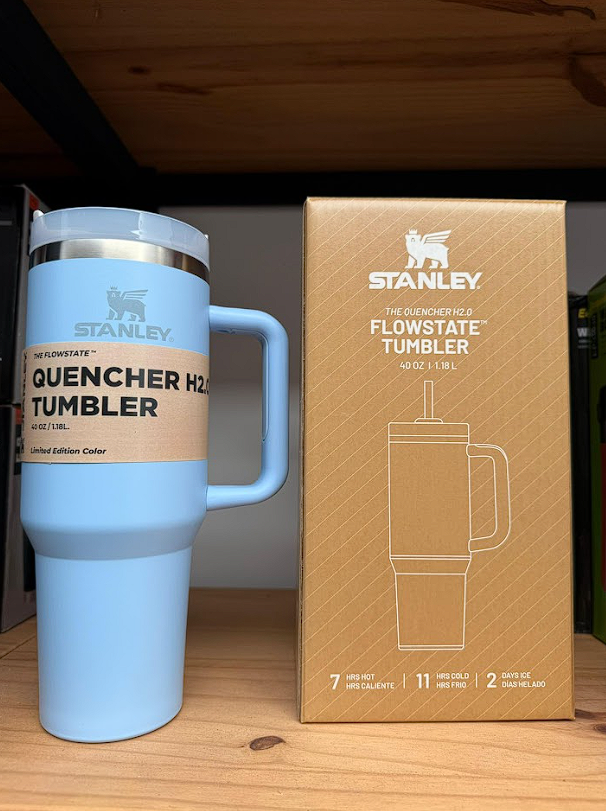 STANLEY
THE FLOWSTATE™
QUENCHER H2.0
TUMBLER
40 OZ / 1.18L.
Limited Edition Color
STANLEY
THE QUENCHER H2.0
FLOWSTATE™
TUMBLER
40 OZ | 1.18 L
7 HRS HOT
HRS CALIENTE
11 HRS COLD
HRS FRIO
2 DAYS ICE
DÍAS HELADO